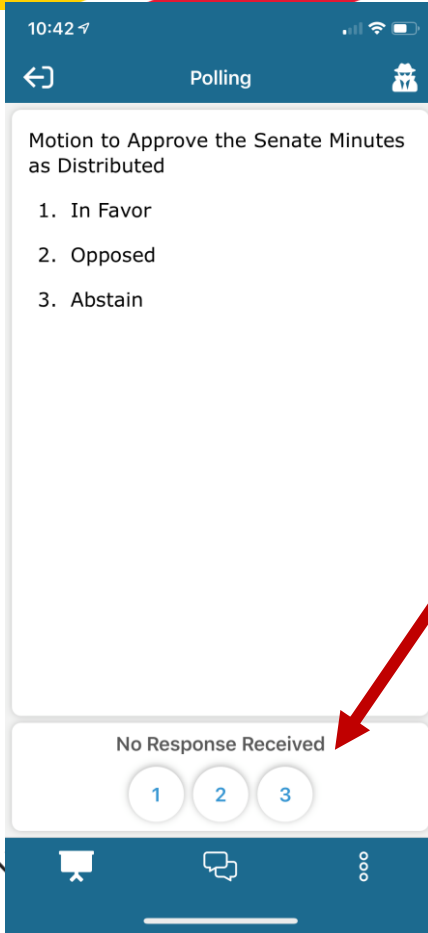 10:42
Polling
Motion to Approve the Senate Minutes
as Distributed
1. In Favor
2. Opposed
3. Abstain
No Response Received
1 2 3